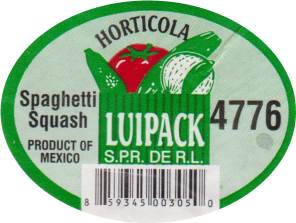 HORTICOLA
Spaghetti
Squash
4776
LUIPACK
PRODUCT OF
MEXICO
S.P.R. DE R.L.
8 59345 00305 0